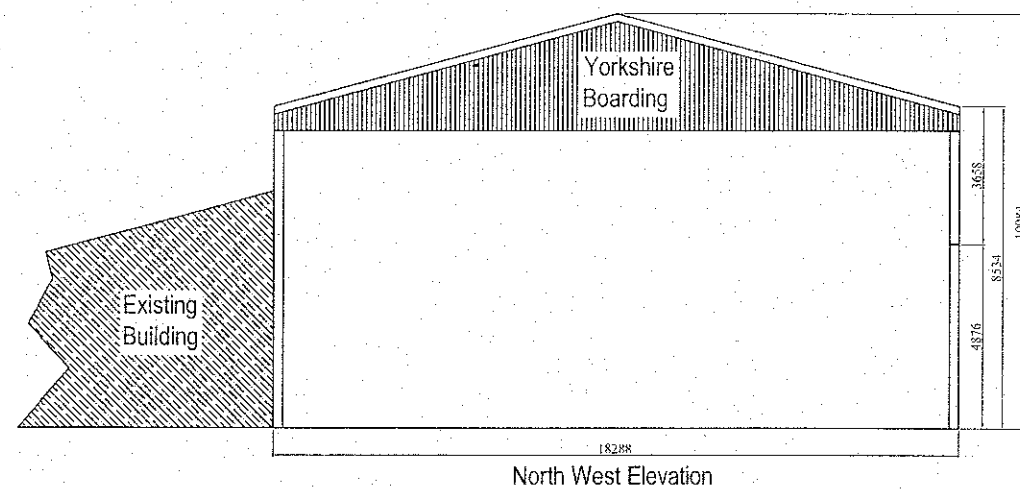 Yorkshire
Boarding
3658
8534
Existing
Building
4876
18288
North West Elevation